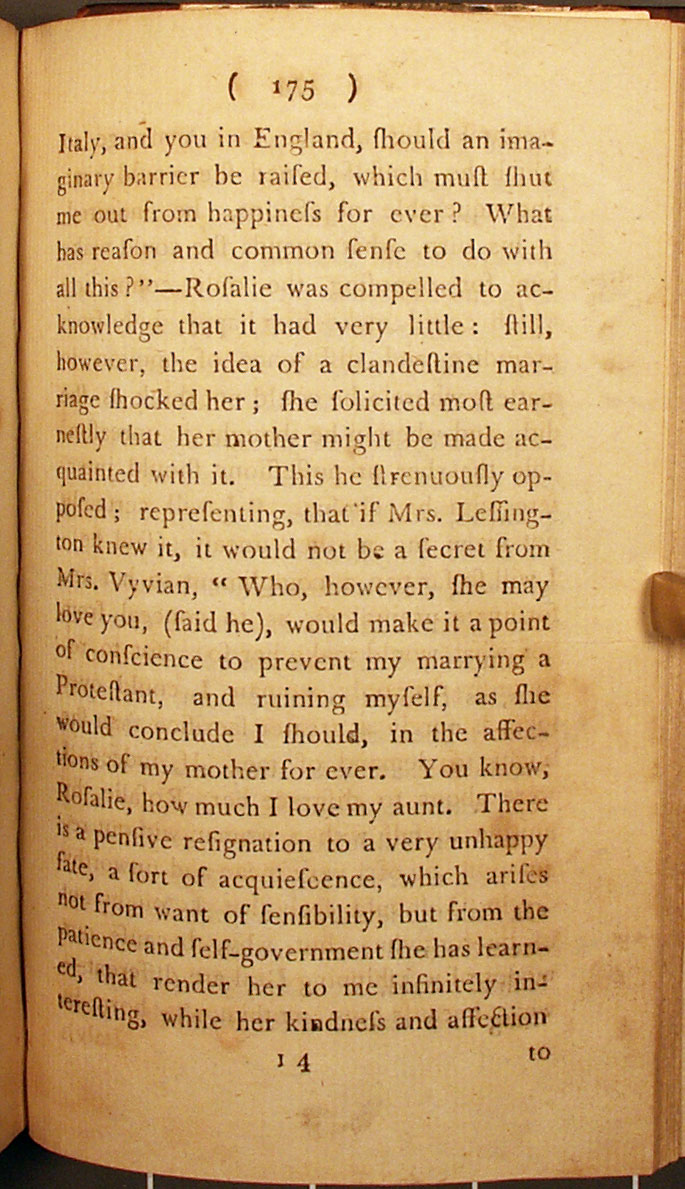 ( 175 )
Italy, and you in England, ſhould an ima-
ginary barrier be raiſed, which muſt ſhut
me out from happineſs for ever? What
has reaſon and common ſenſe to do with
all this?”—Roſalie was compelled to ac-
knowledge that it had very little: ſtill,
however, the idea of a clandeſtine mar-
riage ſhocked her; ſhe ſolicited moſt ear-
neſtly that her mother might be made ac-
quainted with it. This he ſtrenuouſly op-
poſed; repreſenting, that if Mrs. Leſſing-
ton knew it, it would not be a ſecret from
Mrs. Vyvian, “ Who, however, ſhe may
love you, (ſaid he), would make it a point
of conſcience to prevent my marrying a
Proteſtant, and ruining myſelf, as ſhe
would conclude I ſhould, in the affec-
tions of my mother for ever. You know,
Roſalie, how much I love my aunt. There
is a penſive reſignation to a very unhappy
fate, a ſort of acquieſcence, which ariſes
not from want of ſenſibility, but from the
patience and ſelf-government ſhe has learn-
ed, that render her to me infinitely in-
tereſting, while her kindneſs and affection
I 4 to